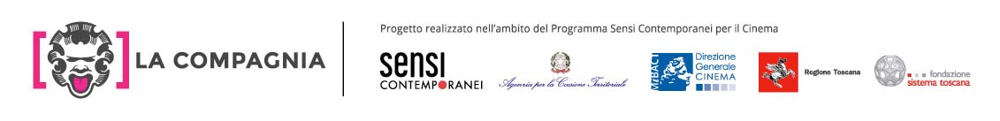 LA COMPAGNIA
Progetto realizzato nell'ambito del Programma Sensi Contemporanei per il Cinema
sensi
CONTEMPORANEI
Agenzia per la Coesione Territoriale
MiBACT
Direzione
Generale
CINEMA
Regione Toscana
fondazione
sistema toscana